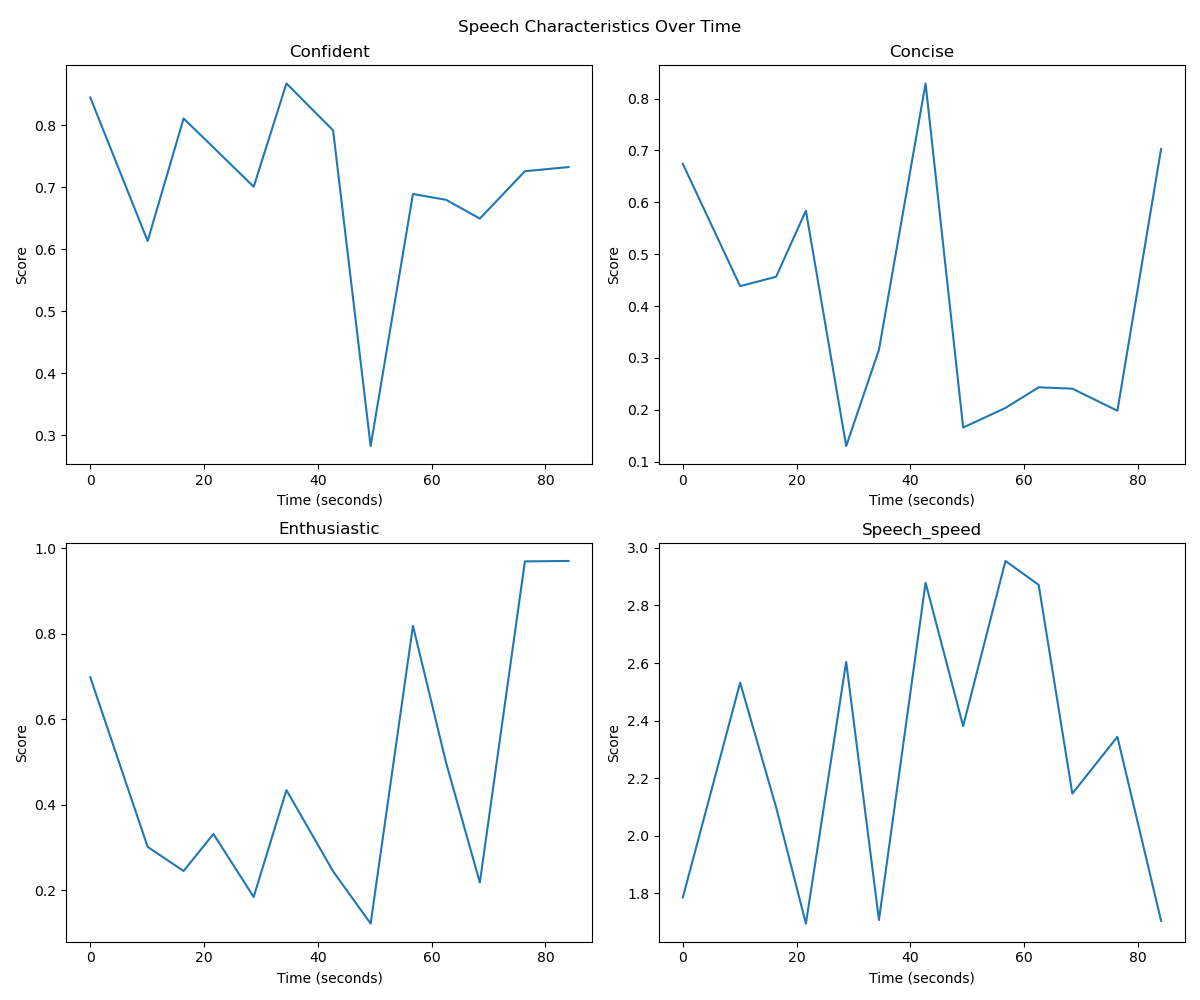 Speech Characteristics Over Time
Confident
0.8
0.7
0.6
0.5
0.4
0.3
Score
0 20 40 60 80
Time (seconds)
Concise
0.8
0.7
0.6
0.5
0.4
0.3
0.2
0.1
Score
0 20 40 60 80
Time (seconds)
Enthusiastic
1.0
0.8
0.6
0.4
0.2
Score
0 20 40 60 80
Time (seconds)
Speech_speed
3.0
2.8
2.6
2.4
2.2
2.0
1.8
Score
0 20 40 60 80
Time (seconds)